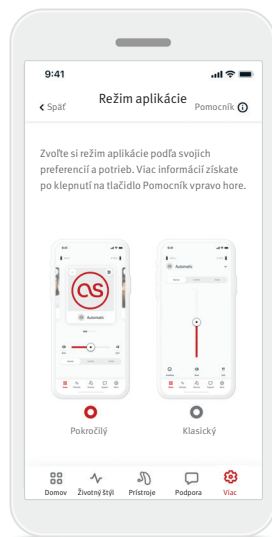 9:41
Späť
Režim aplikácie
Pomocník
Zvoľte si režim aplikácie podľa svojich
preferencií a potrieb. Viac informácií získate
po klepnutí na tlačidlo Pomocník vpravo hore.
Automatic
Automatic
Pokročilý
Klasický
Domov Životný štýl Prístroje Podpora Viac